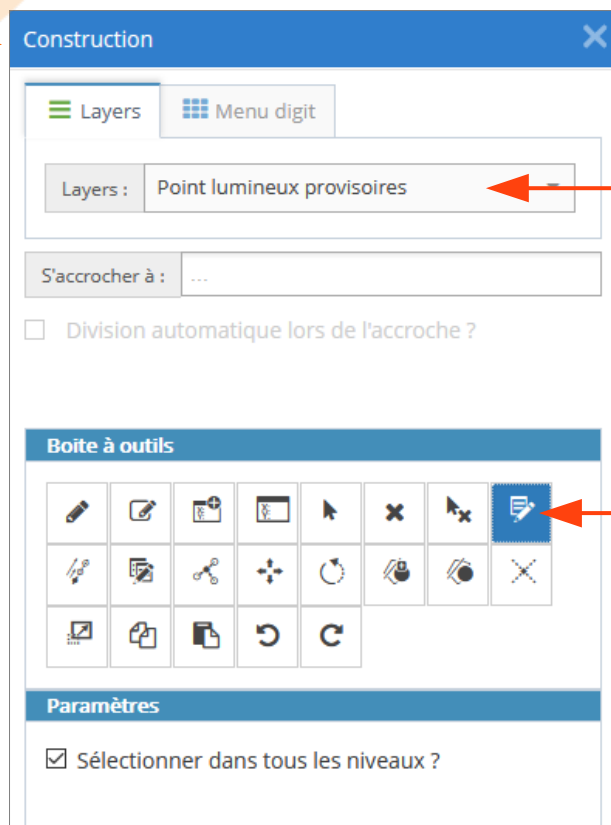 Construction
Layers
Menu digit
Layers :
Point lumineux provisoires
S'accrocher à :
...
Division automatique lors de l'accroche ?
Boite à outils
Paramètres
Sélectionner dans tous les niveaux ?